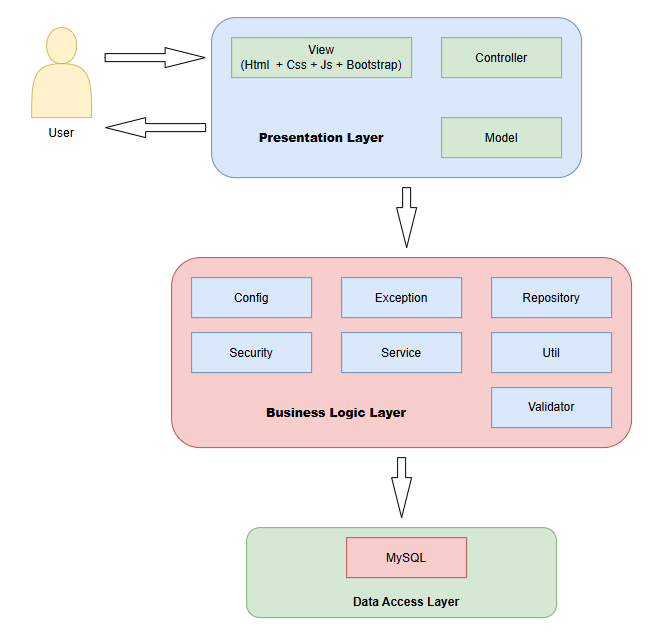 View
(Html + Css + Js + Bootstrap)
Controller
User
Presentation Layer
Model
Config
Exception
Repository
Security
Service
Util
Validator
Business Logic Layer
MySQL
Data Access Layer